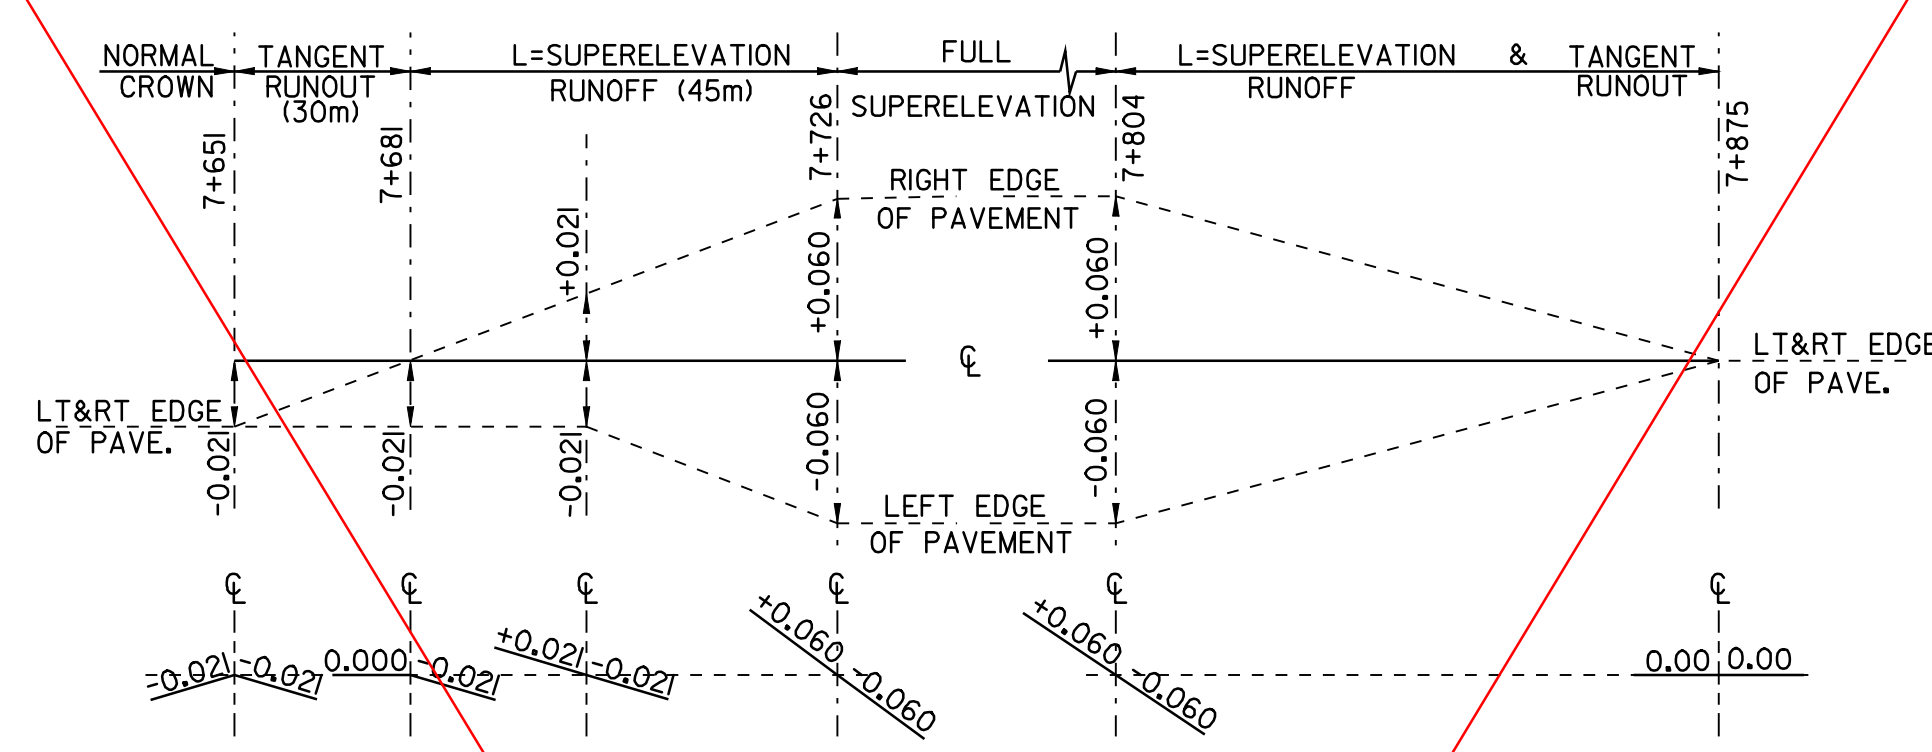 NORMAL
CROWN
TANGENT
RUNOUT
(30m)
L=SUPERELEVATION
RUNOFF (45m)
FULL
SUPERELEVATION
L=SUPERELEVATION & TANGENT
RUNOFF RUNOUT
7+651
7+681
7+726
7+804
7+875
RIGHT EDGE
OF PAVEMENT
+0.021
+0.060
+0.060
℄
LT&RT EDGE
OF PAVE.
LT&RT EDGE
OF PAVE.
-0.021
-0.021
-0.021
-0.060
-0.060
LEFT EDGE
OF PAVEMENT
℄ ℄ ℄ ℄ ℄ ℄
-0.021 -0.021
0.000 -0.021
+0.021 -0.021
+0.060 -0.060
+0.060 -0.060
0.00 0.00